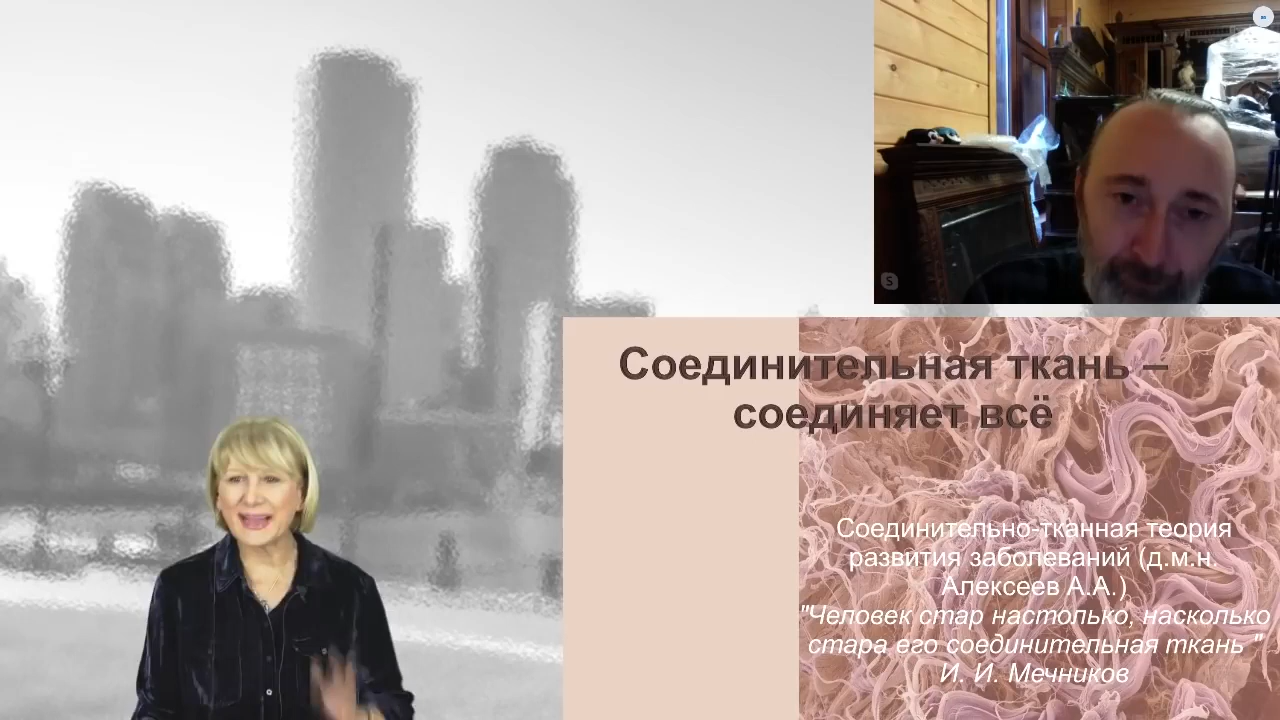 Соединительная ткань –
соединяет всё
Соединительно-тканная теория
развития заболеваний (д.м.н.
Алексеев А.А.)
"Человек стар настолько, насколько
стара его соединительная ткань "
И. И. Мечников